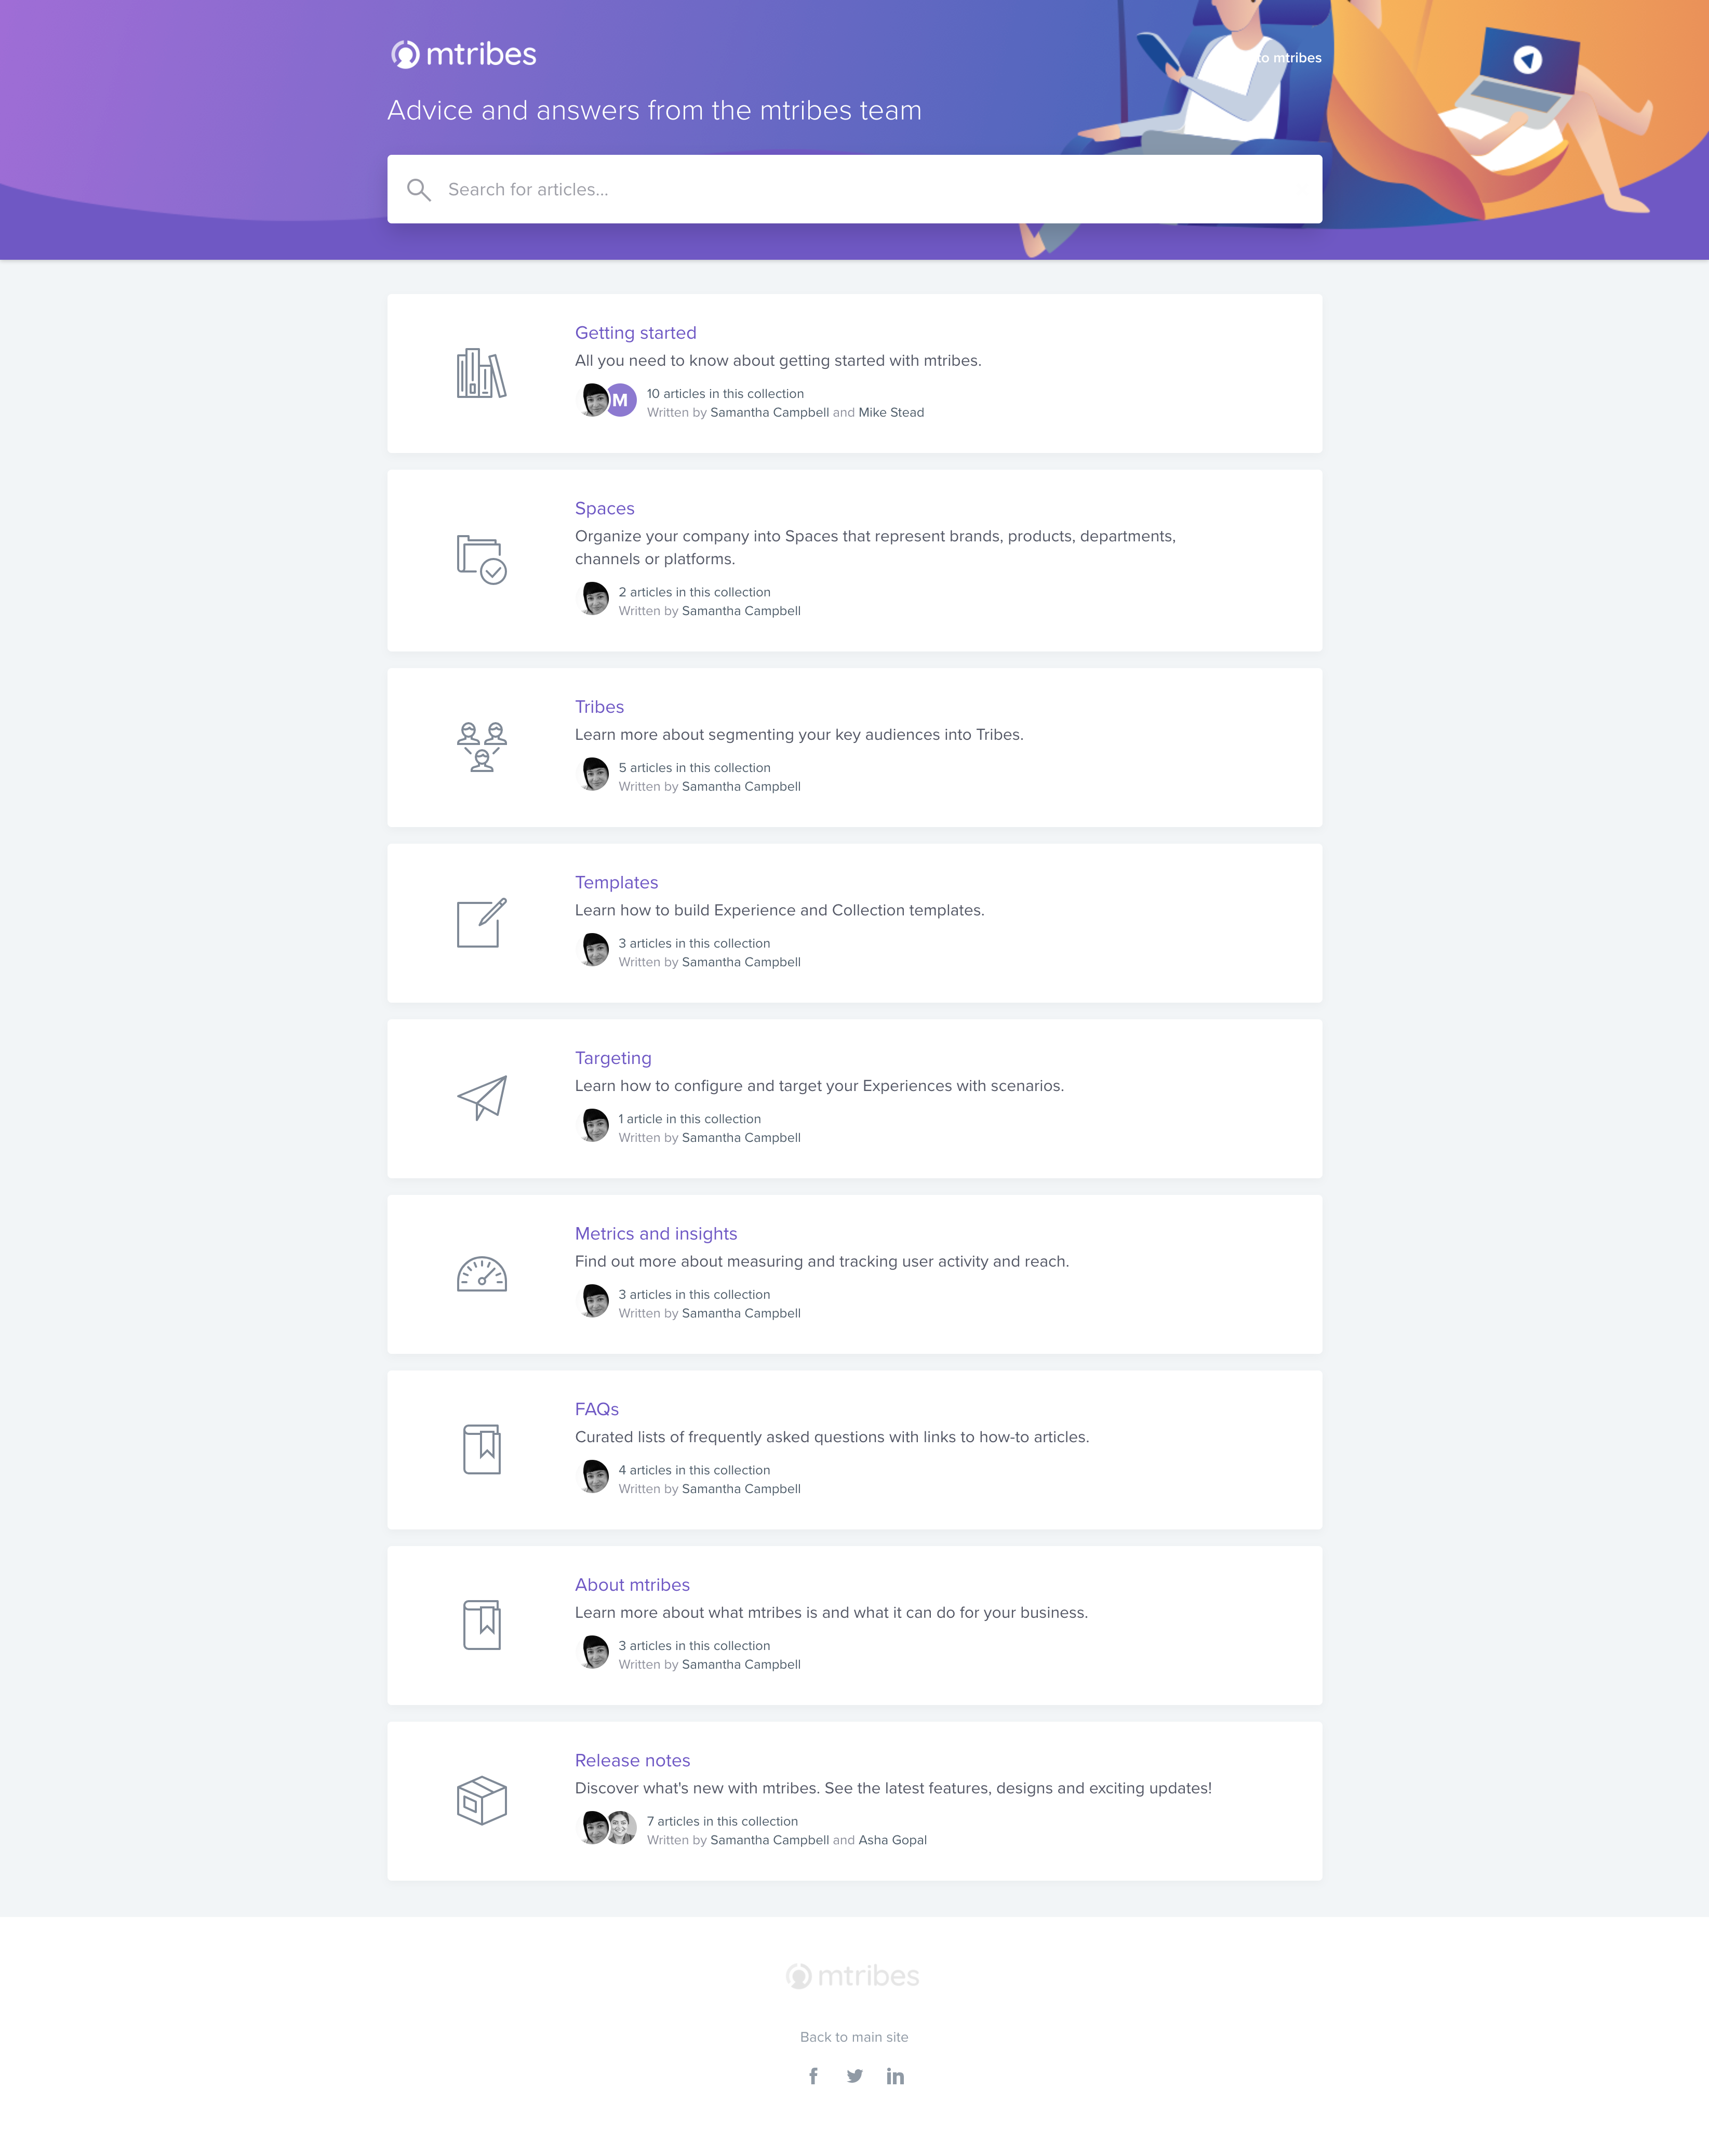 mtribes
to mtribes
Advice and answers from the mtribes team
Search for articles...
Getting started
All you need to know about getting started with mtribes.
M
10 articles in this collection
Written by Samantha Campbell and Mike Stead
Spaces
Organize your company into Spaces that represent brands, products, departments,
channels or platforms.
2 articles in this collection
Written by Samantha Campbell
Tribes
Learn more about segmenting your key audiences into Tribes.
5 articles in this collection
Written by Samantha Campbell
Templates
Learn how to build Experience and Collection templates.
3 articles in this collection
Written by Samantha Campbell
Targeting
Learn how to configure and target your Experiences with scenarios.
1 article in this collection
Written by Samantha Campbell
Metrics and insights
Find out more about measuring and tracking user activity and reach.
3 articles in this collection
Written by Samantha Campbell
FAQs
Curated lists of frequently asked questions with links to how-to articles.
4 articles in this collection
Written by Samantha Campbell
About mtribes
Learn more about what mtribes is and what it can do for your business.
3 articles in this collection
Written by Samantha Campbell
Release notes
Discover what's new with mtribes. See the latest features, designs and exciting updates!
7 articles in this collection
Written by Samantha Campbell and Asha Gopal
mtribes
Back to main site